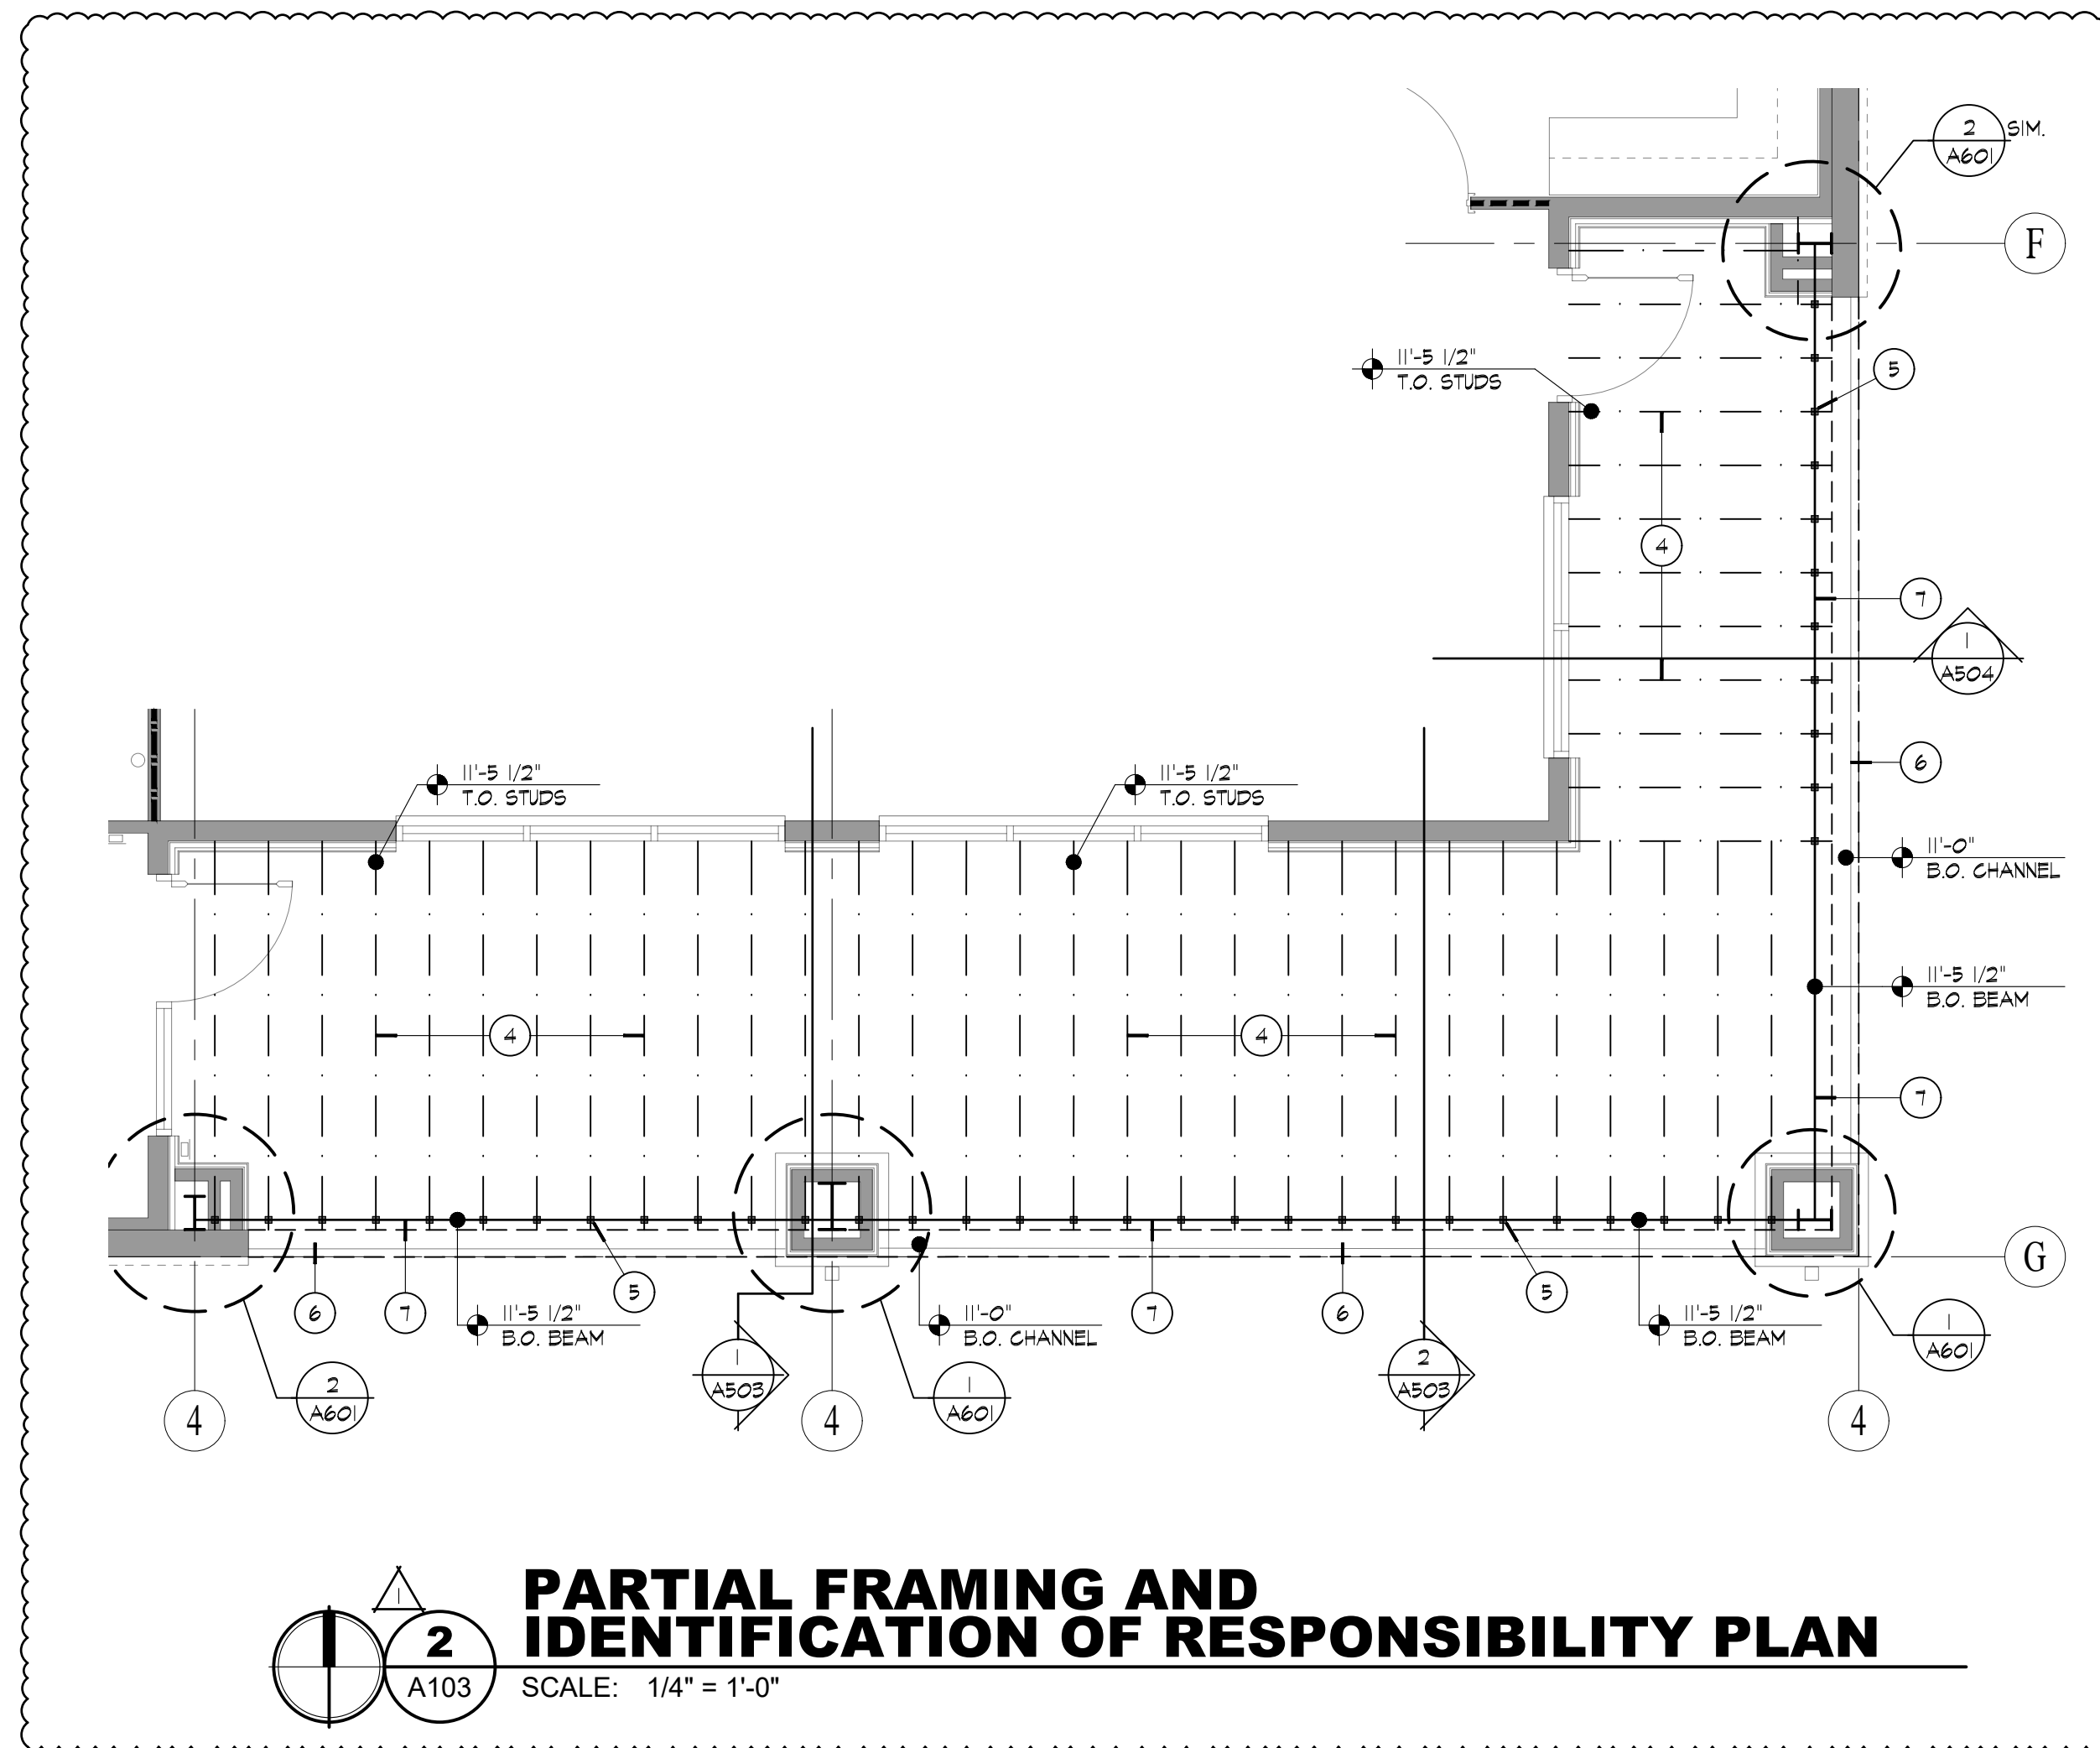 2 SIM.
A601
F
11'-5 1/2"
T.O. STUDS
5
4
7
1
A504
6
11'-5 1/2"
T.O. STUDS
11'-5 1/2"
T.O. STUDS
11'-0"
B.O. CHANNEL
11'-5 1/2"
B.O. BEAM
4
4
7
G
6
7
11'-5 1/2"
B.O. BEAM
5
11'-0"
B.O. CHANNEL
7
6
5
11'-5 1/2"
B.O. BEAM
1
A601
2
A601
1
A503
1
A601
2
A503
4
4
4
1
PARTIAL FRAMING AND
IDENTIFICATION OF RESPONSIBILITY PLAN
2
A103
SCALE: 1/4" = 1'-0"